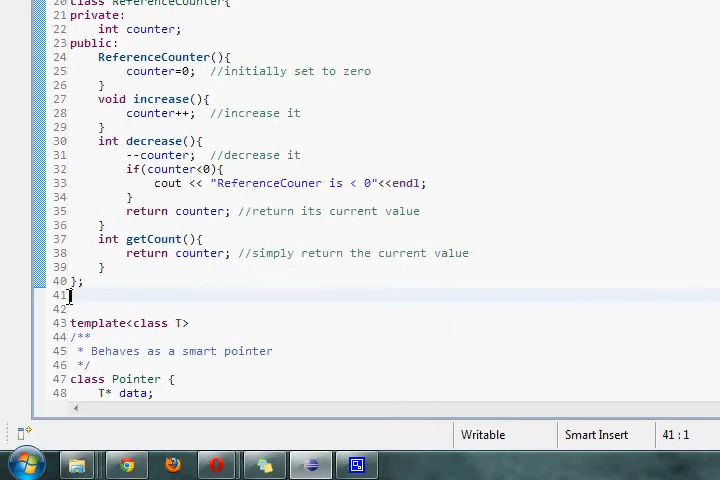 20 class ReferenceCounter{
21 private:
22 int counter;
23 public:
24 ReferenceCounter(){
25 counter=0; //initially set to zero
26 }
27 void increase(){
28 counter++; //increase it
29 }
30 int decrease(){
31 --counter; //decrease it
32 if(counter<0){
33 cout << "ReferenceCouner is < 0"<<endl;
34 }
35 return counter; //return its current value
36 }
37 int getCount(){
38 return counter; //simply return the current value
39 }
40 };
41
42
43 template<class T>
44 /**
45 * Behaves as a smart pointer
46 */
47 class Pointer {
48 T* data;
Writable Smart Insert 41 : 1